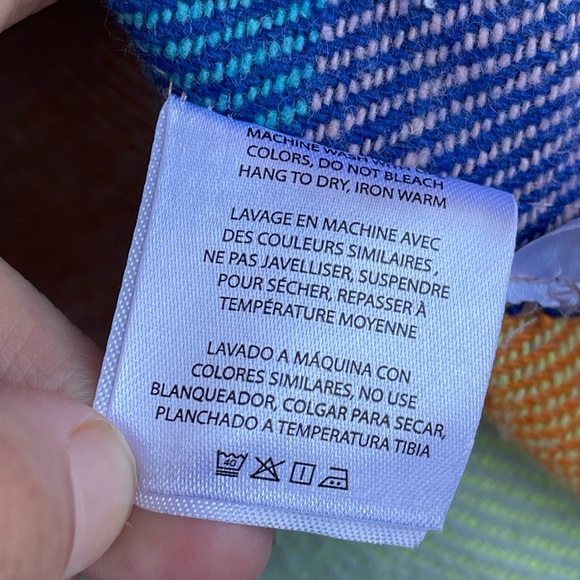 MACHINE WASH WITH
COLORS, DO NOT BLEACH
HANG TO DRY, IRON WARM
LAVAGE EN MACHINE AVEC
DES COULEURS SIMILAIRES ,
NE PAS JAVELLISER, SUSPENDRE
POUR SÉCHER, REPASSER À
TEMPÉRATURE MOYENNE
LAVADO A MÁQUINA CON
COLORES SIMILARES, NO USE
BLANQUEADOR, COLGAR PARA SECAR,
PLANCHADO A TEMPERATURA TIBIA
40